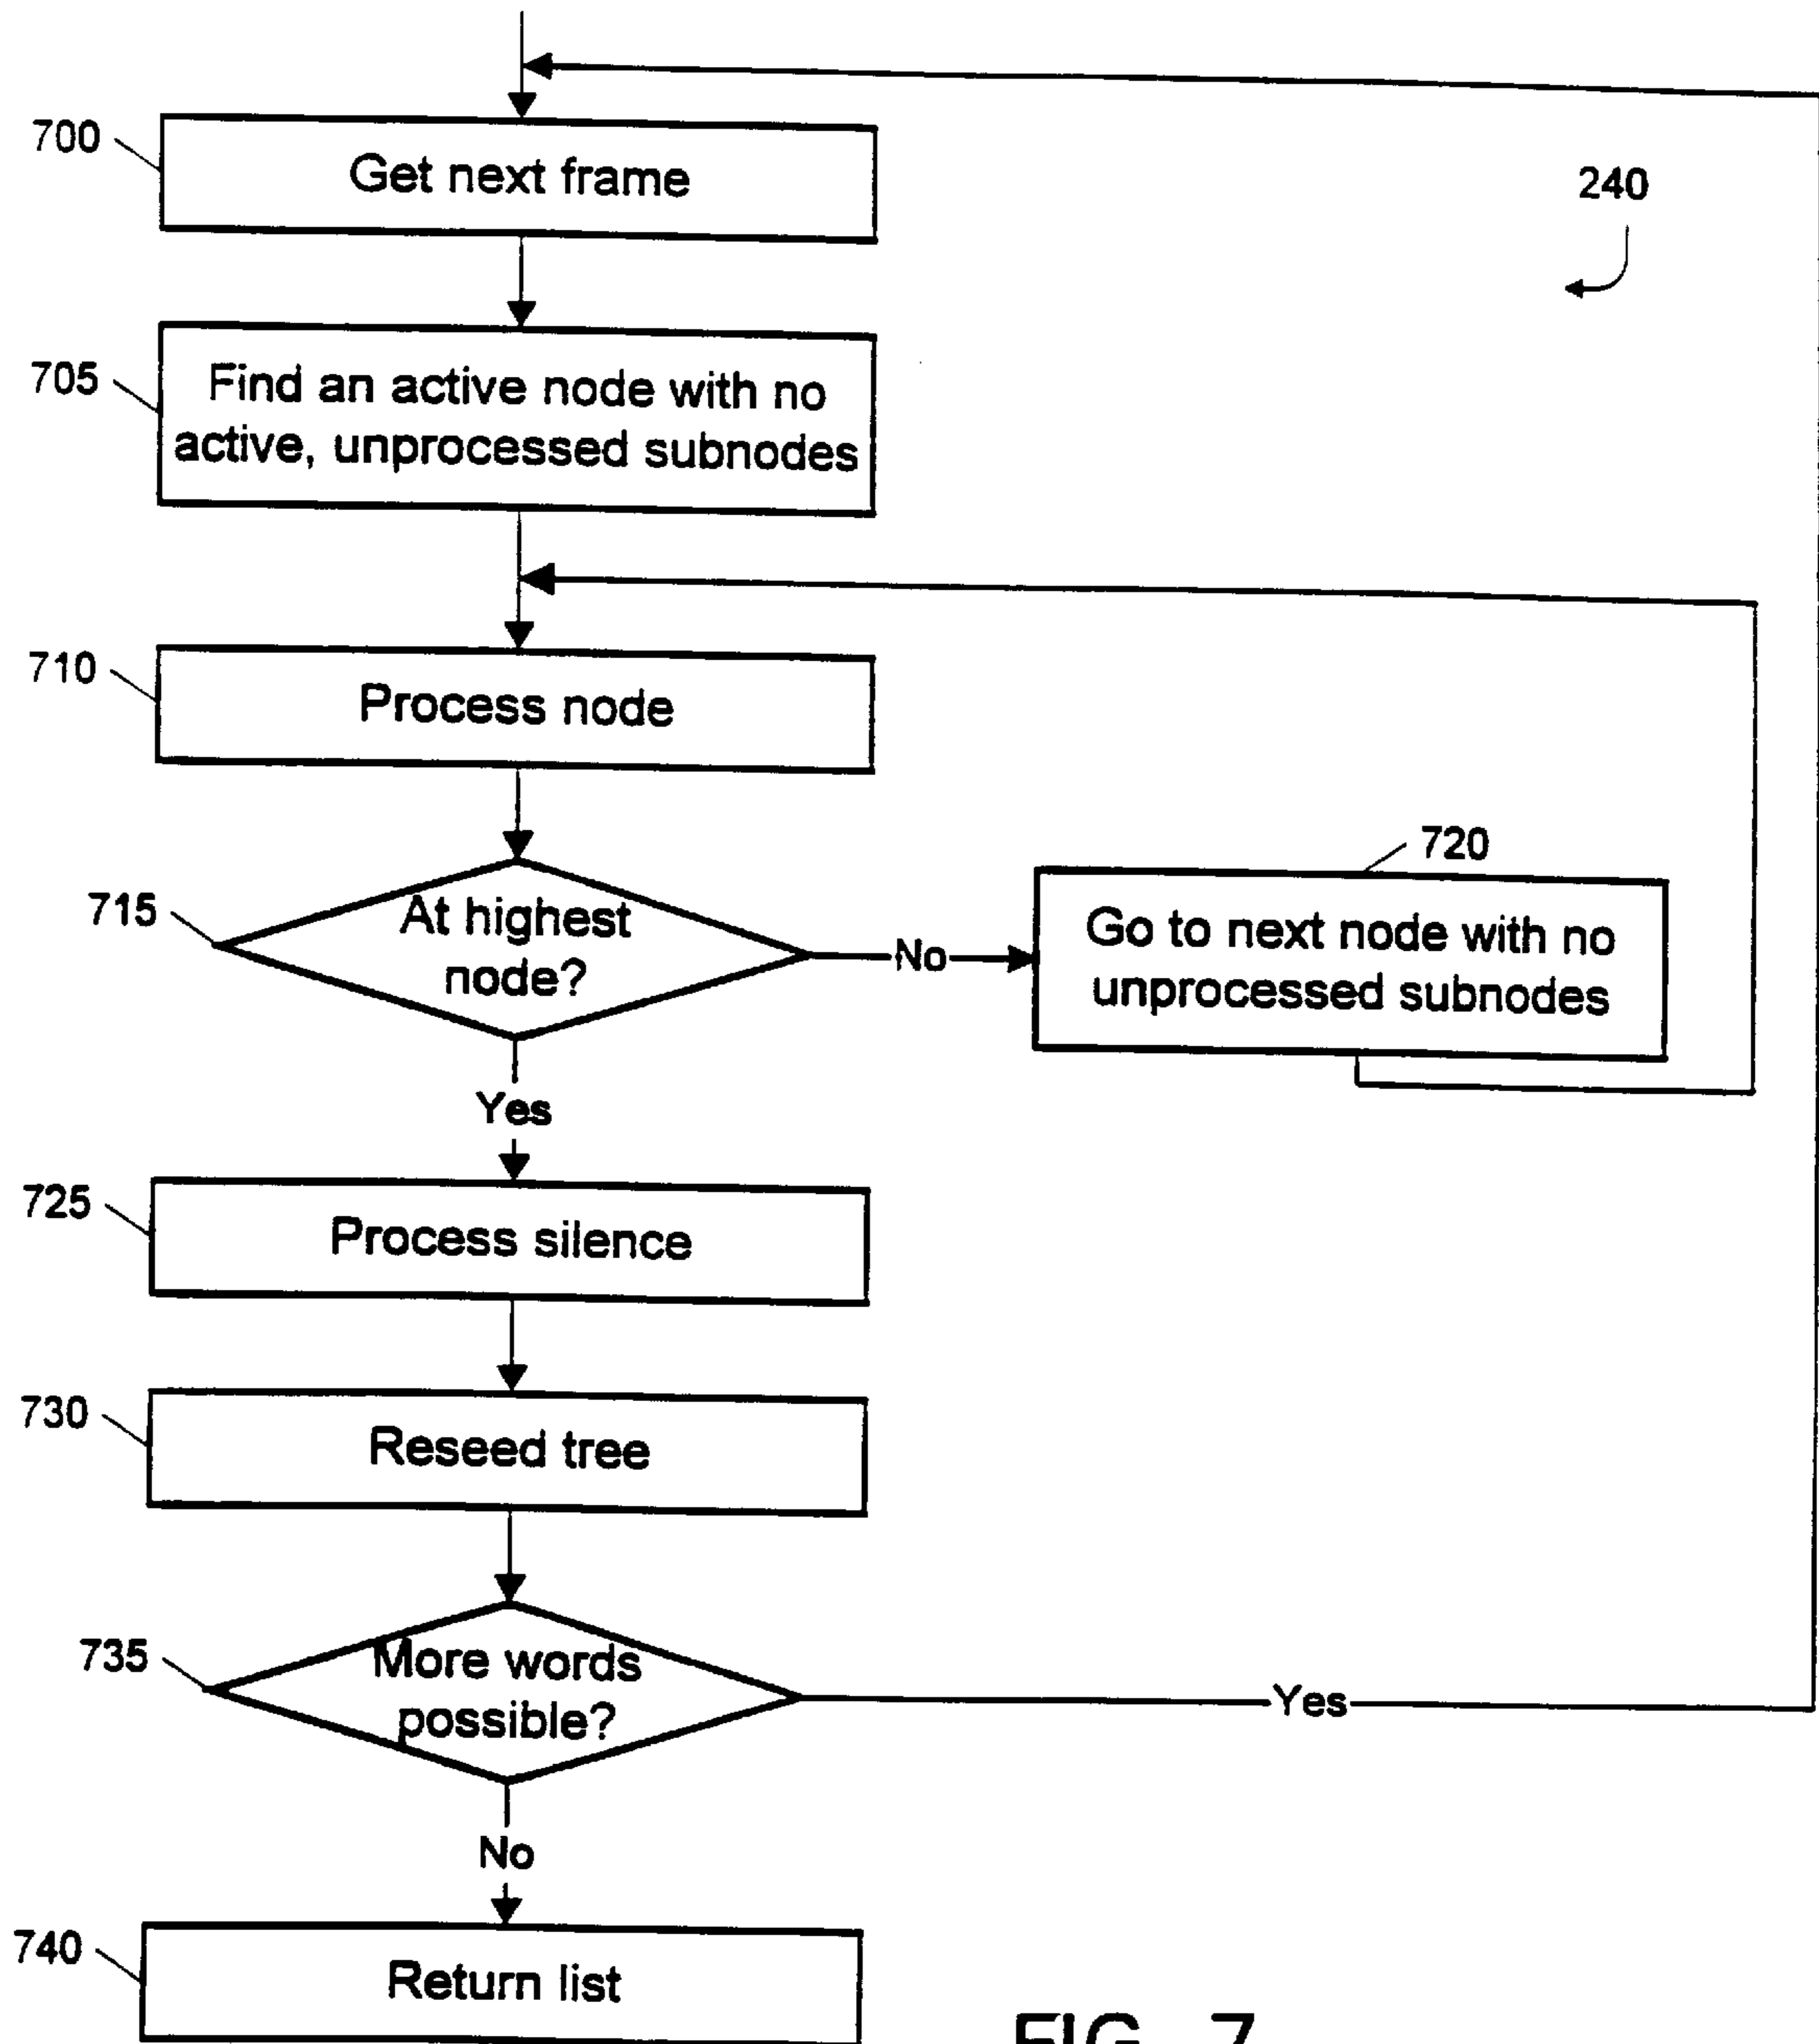 700
Get next frame
240
705
Find an active node with no
active, unprocessed subnodes
710
Process node
715
At highest
node?
No
720
Go to next node with no
unprocessed subnodes
Yes
725
Process silence
730
Reseed tree
735
More words
possible?
Yes
No
740
Return list
FIG. 7